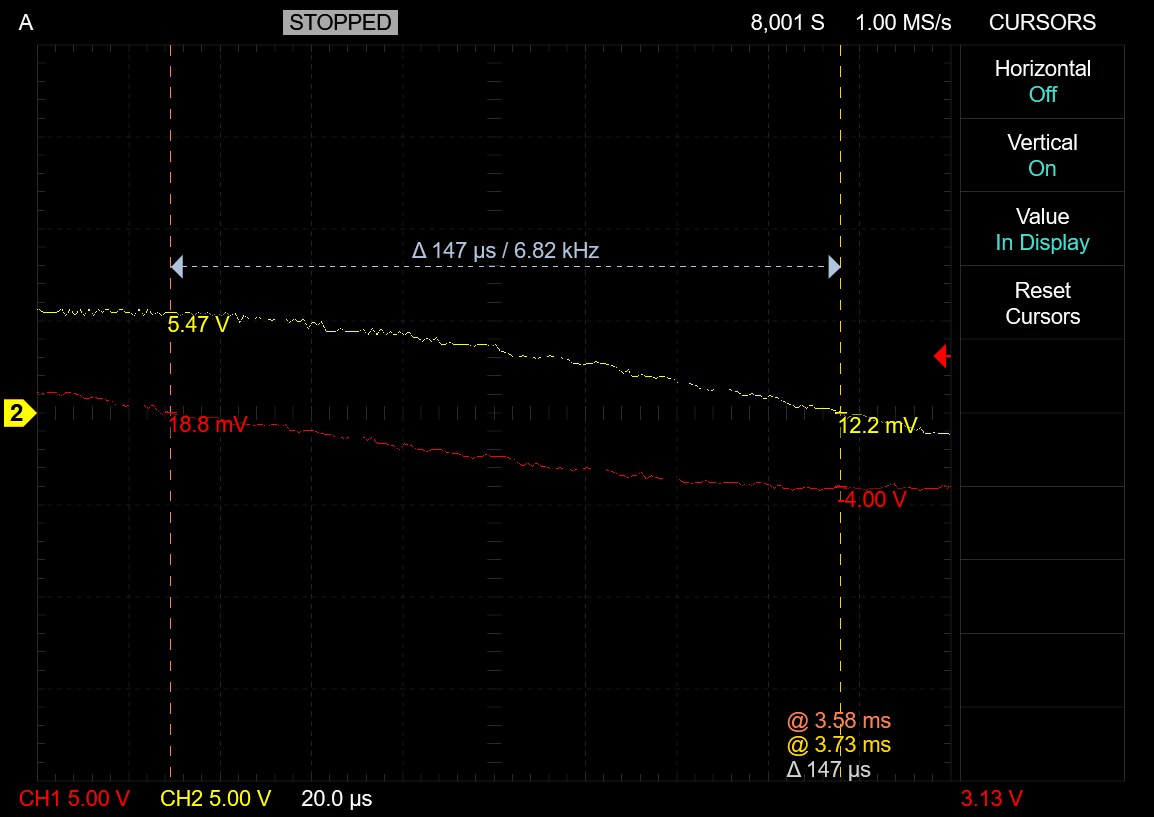 A STOPPED 8,001 S 1.00 MS/s CURSORS
Horizontal
Off
Vertical
On
Value
In Display
Reset
Cursors
Δ 147 µs / 6.82 kHz
5.47 V
2
18.8 mV
12.2 mV
-4.00 V
@ 3.58 ms
@ 3.73 ms
Δ 147 µs
CH1 5.00 V CH2 5.00 V 20.0 µs 3.13 V